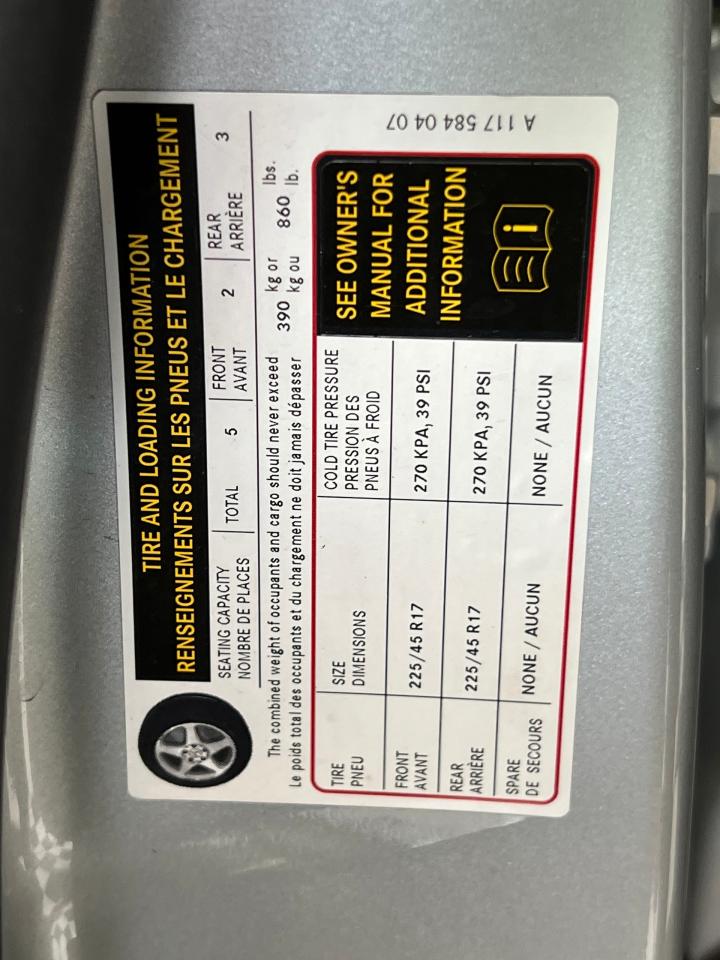 TIRE AND LOADING INFORMATION
RENSEIGNEMENTS SUR LES PNEUS ET LE CHARGEMENT
SEATING CAPACITY
NOMBRE DE PLACES
TOTAL 5
FRONT
AVANT
2
REAR
ARRIÈRE
3
The combined weight of occupants and cargo should never exceed 390 kg or 860 lbs.
Le poids total des occupants et du chargement ne doit jamais dépasser kg ou lb.
TIRE
PNEU
SIZE
DIMENSIONS
COLD TIRE PRESSURE
PRESSION DES
PNEUS À FROID
FRONT
AVANT
225/45 R17
270 KPA, 39 PSI
REAR
ARRIÈRE
225/45 R17
270 KPA, 39 PSI
SPARE
DE SECOURS
NONE / AUCUN
NONE / AUCUN
SEE OWNER'S
MANUAL FOR
ADDITIONAL
INFORMATION
A 117 584 04 07